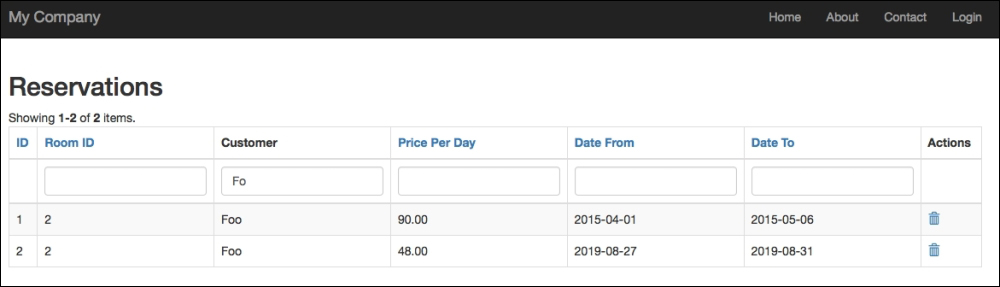 My Company Home About Contact Login
Reservations
Showing 1-2 of 2 items.
ID Room ID Customer Price Per Day Date From Date To Actions
Fo
1 2 Foo 90.00 2015-04-01 2015-05-06
2 2 Foo 48.00 2019-08-27 2019-08-31